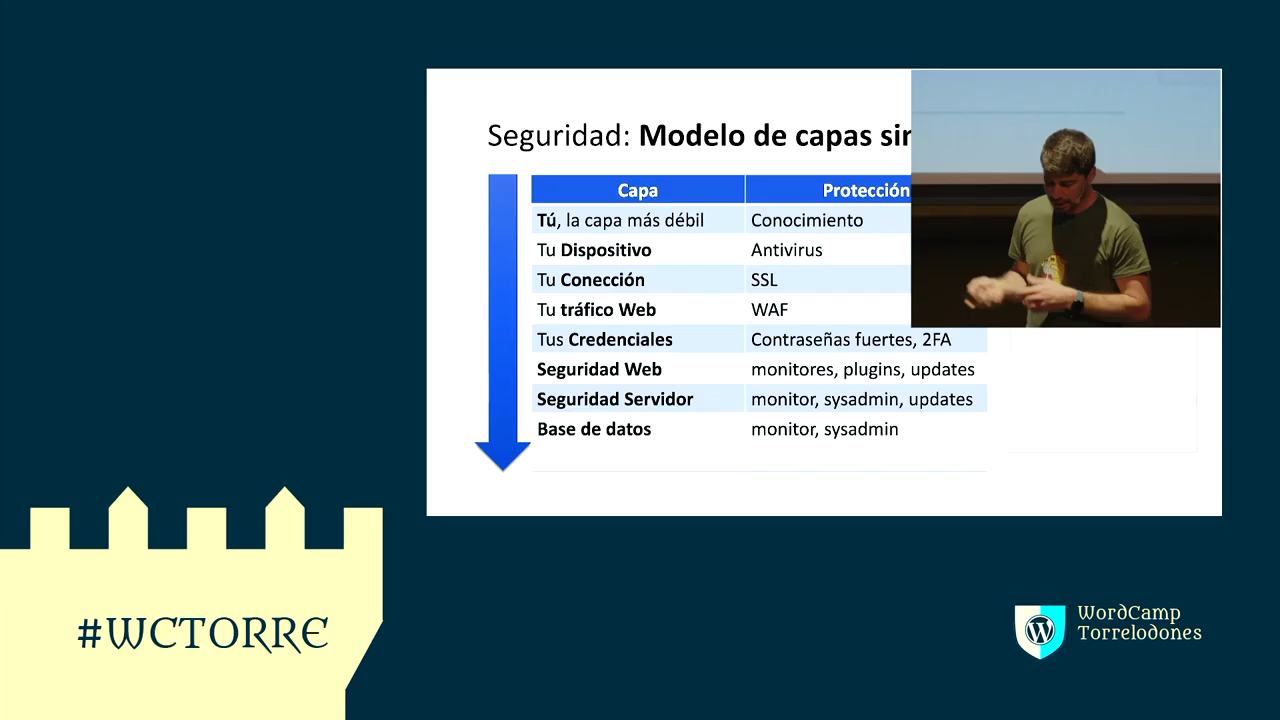 Seguridad: Modelo de capas
Capa Protección
Tú, la capa más débil Conocimiento
Tu Dispositivo Antivirus
Tu Conección SSL
Tu tráfico Web WAF
Tus Credenciales Contraseñas fuertes, 2FA
Seguridad Web monitores, plugins, updates
Seguridad Servidor monitor, sysadmin, updates
Base de datos monitor, sysadmin
#WCTORRE
WordCamp
Torrelodones